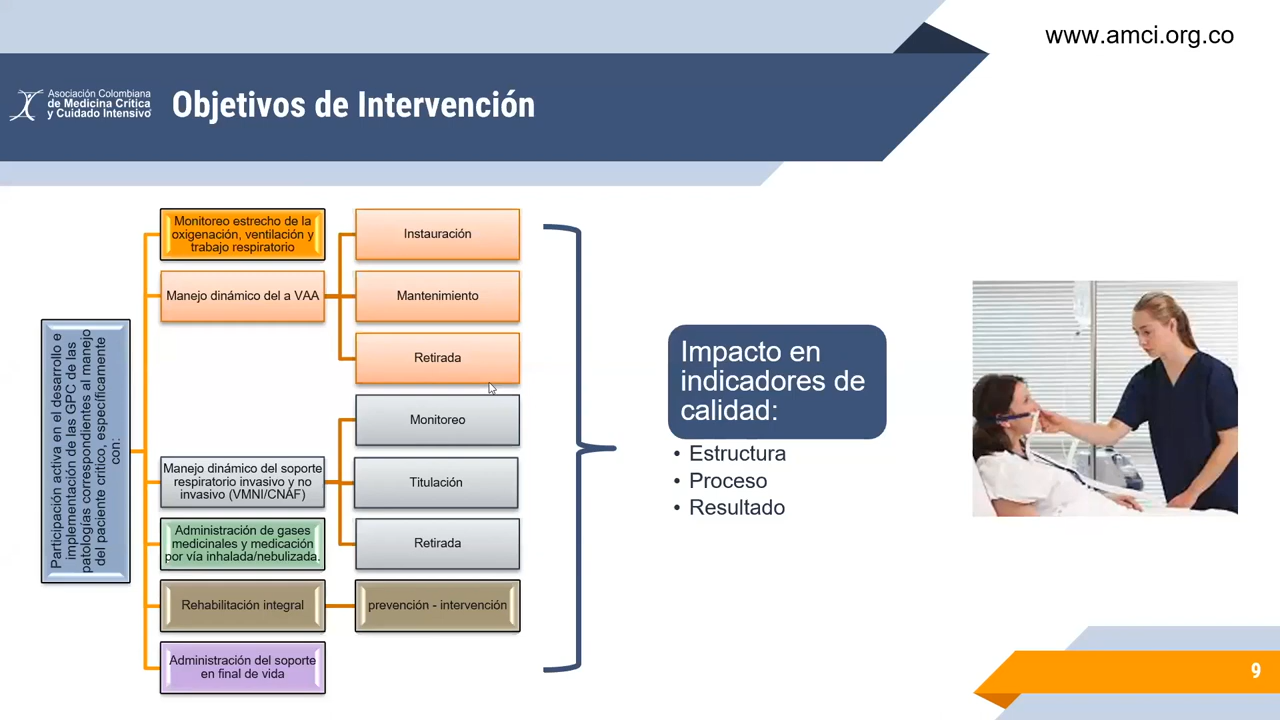 www.amci.org.co
Asociación Colombiana
de Medicina Crítica
y Cuidado Intensivo
Objetivos de Intervención
Participación activa en el desarrollo e
implementación de las GPC de las
patologías correspondientes al manejo
del paciente crítico, específicamente
con:
Monitoreo estrecho de la
oxigenación, ventilación y
trabajo respiratorio
Manejo dinámico del a VAA
Instauración
Mantenimiento
Retirada
Manejo dinámico del soporte
respiratorio invasivo y no
invasivo (VMNI/CNAF)
Monitoreo
Titulación
Retirada
Administración de gases
medicinales y medicación
por vía inhalada/nebulizada.
Rehabilitación integral
prevención - intervención
Administración del soporte
en final de vida
Impacto en
indicadores de
calidad:
• Estructura
• Proceso
• Resultado
9